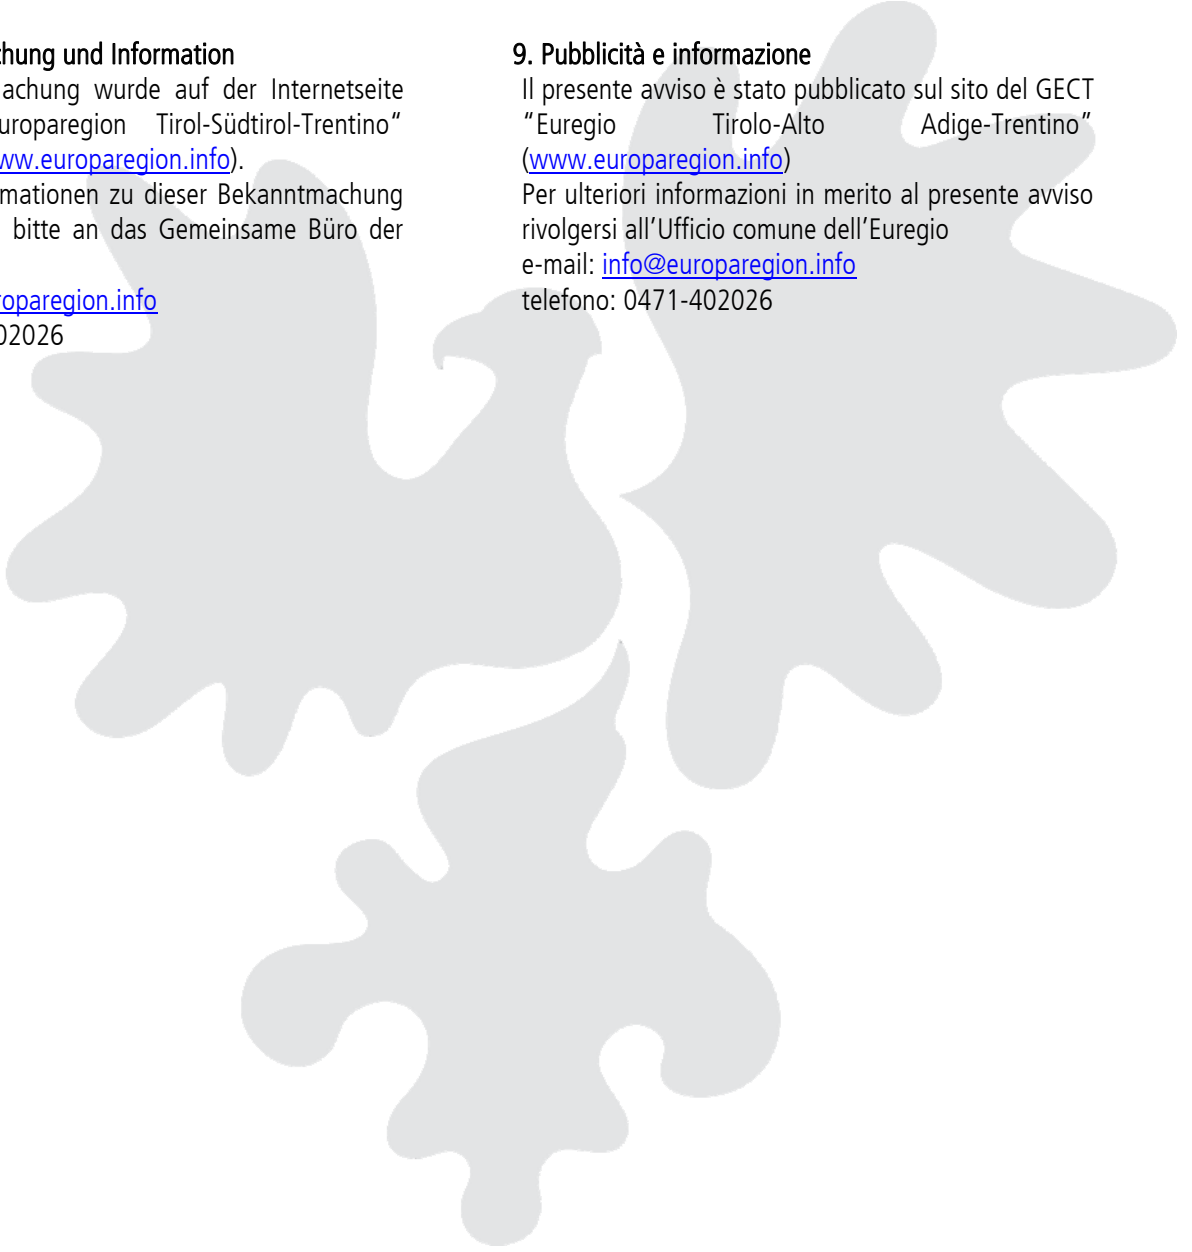 hung und Information
achung wurde auf der Internetseite
uroparegion Tirol-Südtirol-Trentino“
ww.europaregion.info).
mationen zu dieser Bekanntmachung
bitte an das Gemeinsame Büro der
roparegion.info
02026
9. Pubblicità e informazione
Il presente avviso è stato pubblicato sul sito del GECT
“Euregio Tirolo-Alto Adige-Trentino”
(www.europaregion.info)
Per ulteriori informazioni in merito al presente avviso
rivolgersi all’Ufficio comune dell’Euregio
e-mail: info@europaregion.info
telefono: 0471-402026